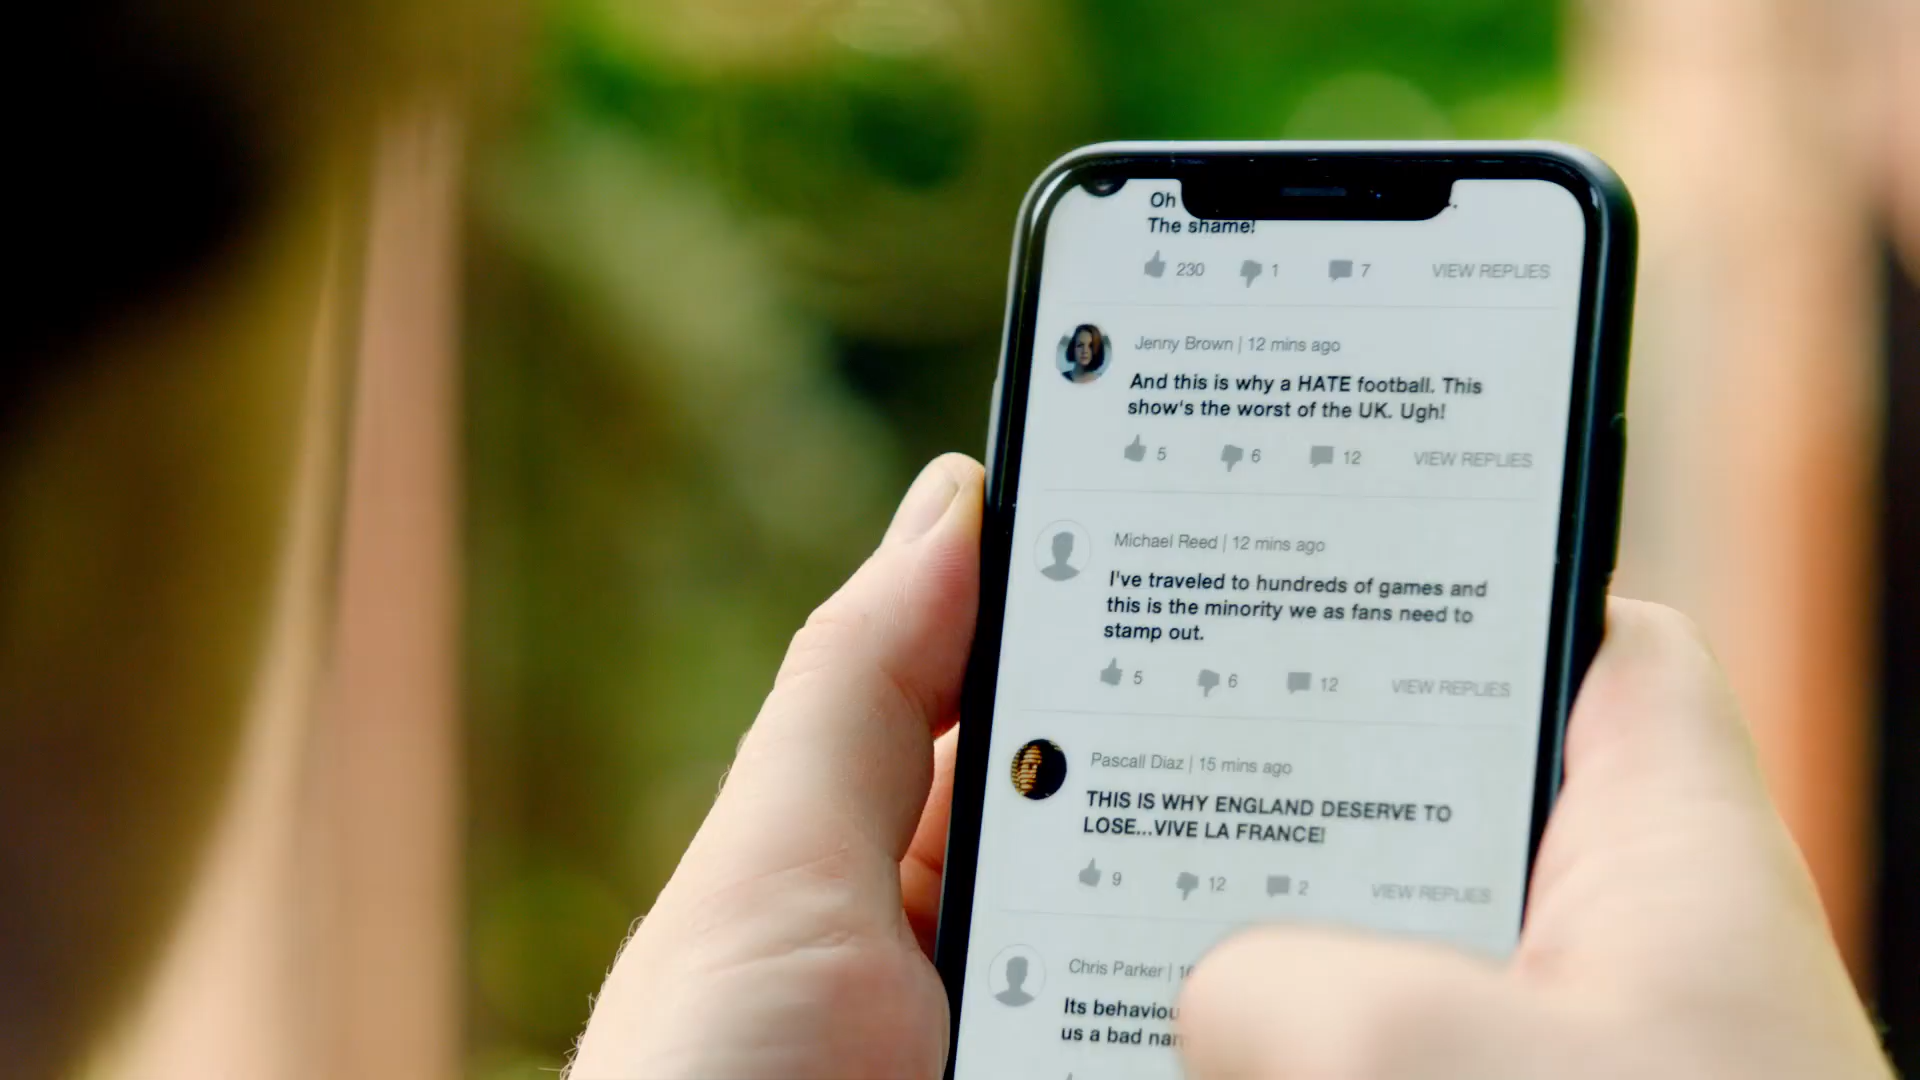 Oh
The shame!
230 1 7 VIEW REPLIES
Jenny Brown | 12 mins ago
And this is why a HATE football. This
show's the worst of the UK. Ugh!
5 6 12 VIEW REPLIES
Michael Reed | 12 mins ago
I've traveled to hundreds of games and
this is the minority we as fans need to
stamp out.
5 6 12 VIEW REPLIES
Pascall Diaz | 15 mins ago
THIS IS WHY ENGLAND DESERVE TO
LOSE...VIVE LA FRANCE!
9 12 2 VIEW REPLIES
Chris Parker |
Its
us a bad